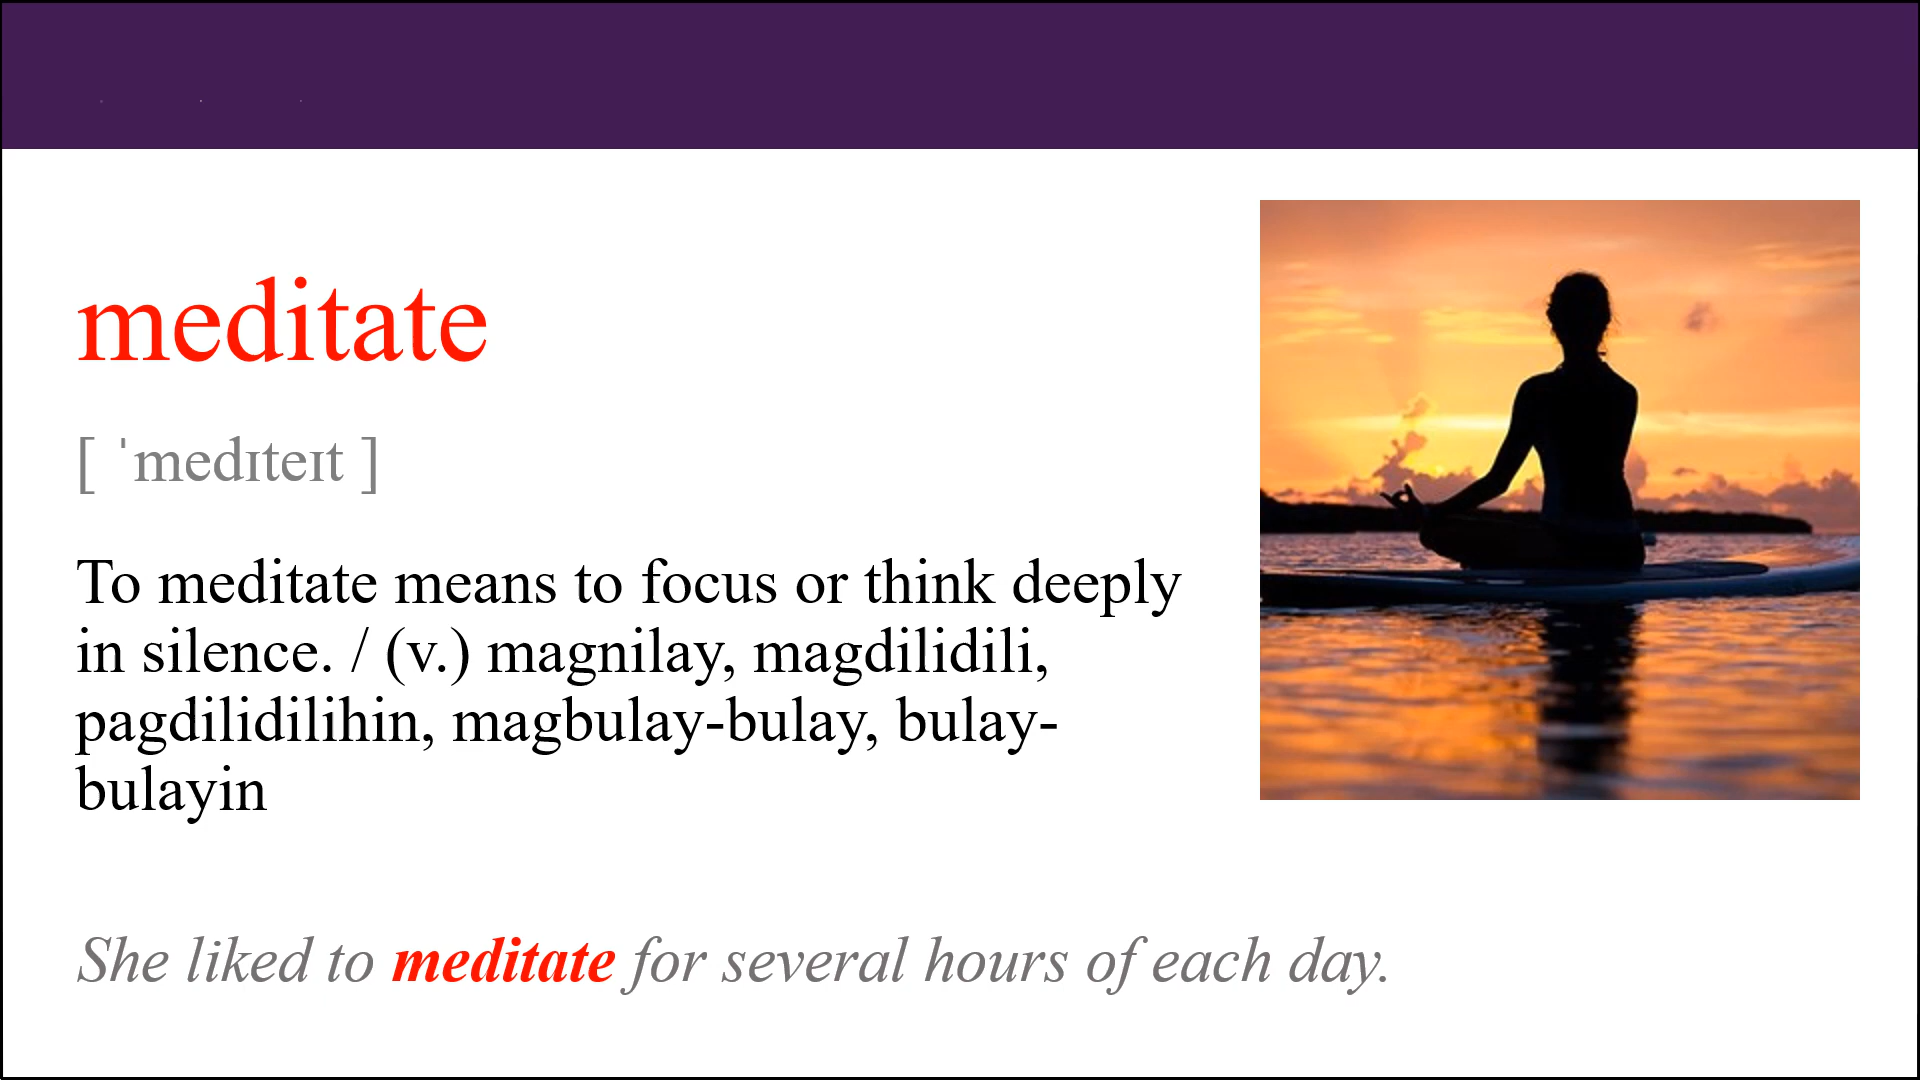 meditate
[ ˈmedɪteɪt ]
To meditate means to focus or think deeply
in silence. / (v.) magnilay, magdilidili,
pagdilidilihin, magbulay-bulay, bulay-
bulayin
She liked to meditate for several hours of each day.